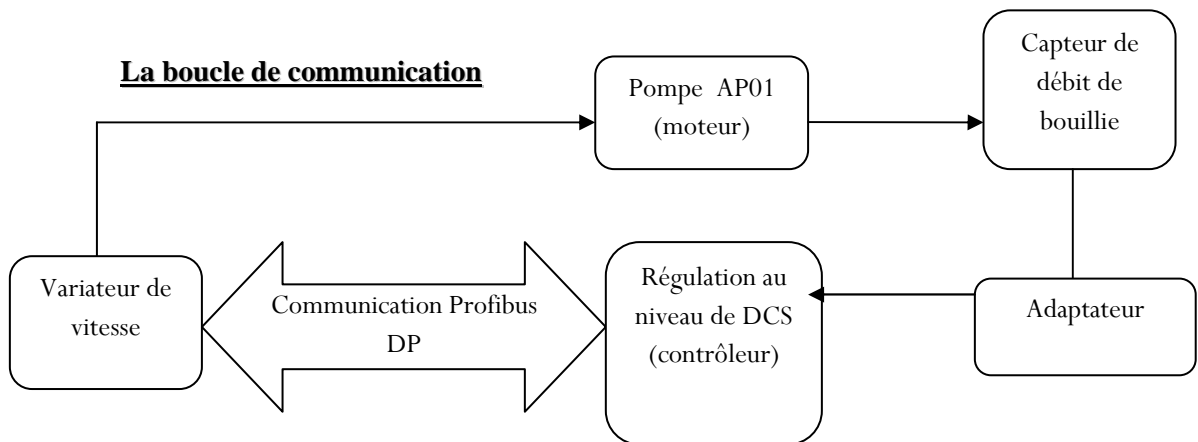 La boucle de communication
Pompe AP01
(moteur)
Capteur de
débit de
bouillie
Variateur de
vitesse
Communication Profibus
DP
Régulation au
niveau de DCS
(contrôleur)
Adaptateur